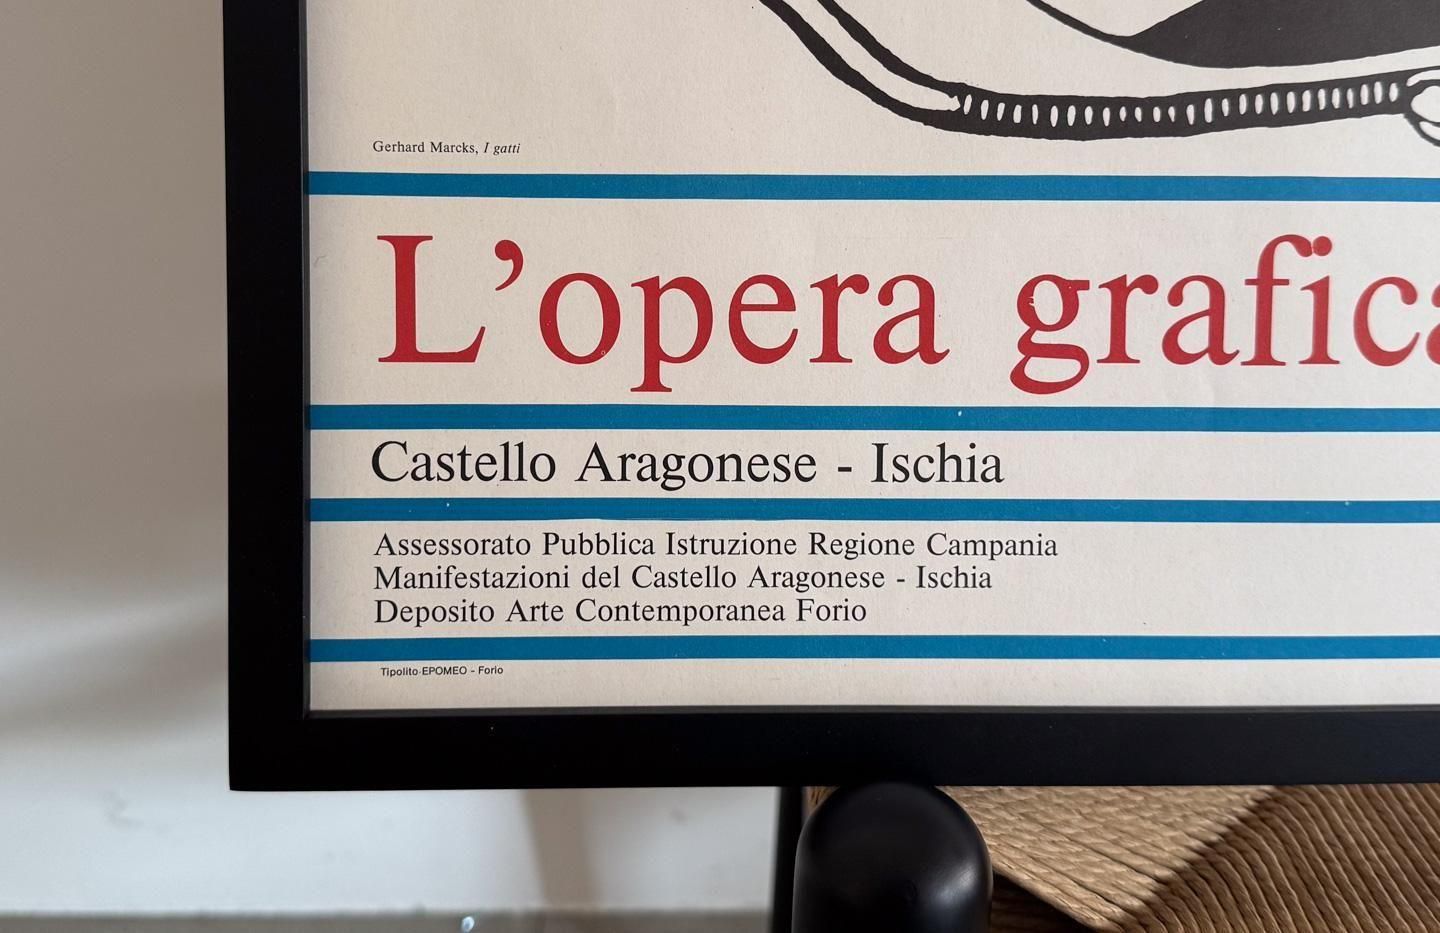 Gerhard Marcks, I gatti
L'opera grafica
Castello Aragonese - Ischia
Assessorato Pubblica Istruzione Regione Campania
Manifestazioni del Castello Aragonese - Ischia
Deposito Arte Contemporanea Forio
Tipolito EPOMEO - Forio